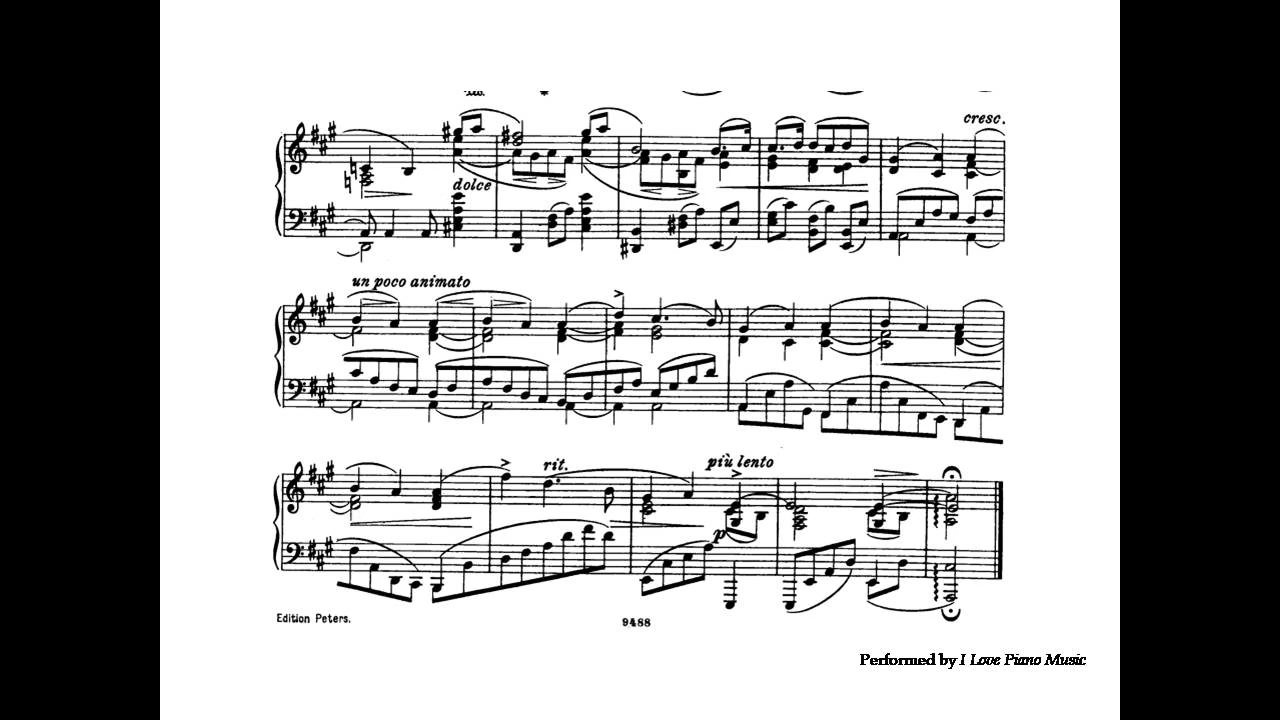 cresc.
dolce
un poco animato
rit.
più lento
p
Edition Peters.
9488
Performed by I Love Piano Music